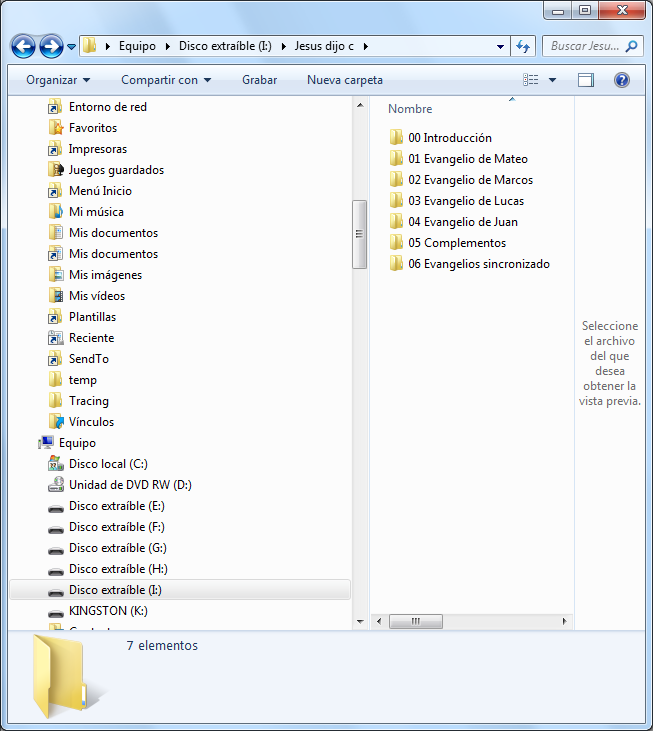 Equipo
Disco extraíble (I:)
Jesus dijo c
Buscar Jesu...
Organizar
Compartir con
Grabar
Nueva carpeta
Entorno de red
Favoritos
Impresoras
Juegos guardados
Menú Inicio
Mi música
Mis documentos
Mis documentos
Mis imágenes
Mis vídeos
Plantillas
Reciente
SendTo
temp
Tracing
Vínculos
Equipo
Disco local (C:)
Unidad de DVD RW (D:)
Disco extraíble (E:)
Disco extraíble (F:)
Disco extraíble (G:)
Disco extraíble (H:)
Disco extraíble (I:)
KINGSTON (K:)
Nombre
00 Introducción
01 Evangelio de Mateo
02 Evangelio de Marcos
03 Evangelio de Lucas
04 Evangelio de Juan
05 Complementos
06 Evangelios sincronizado
Seleccione
el archivo
del que
desea
obtener la
vista previa.
7 elementos